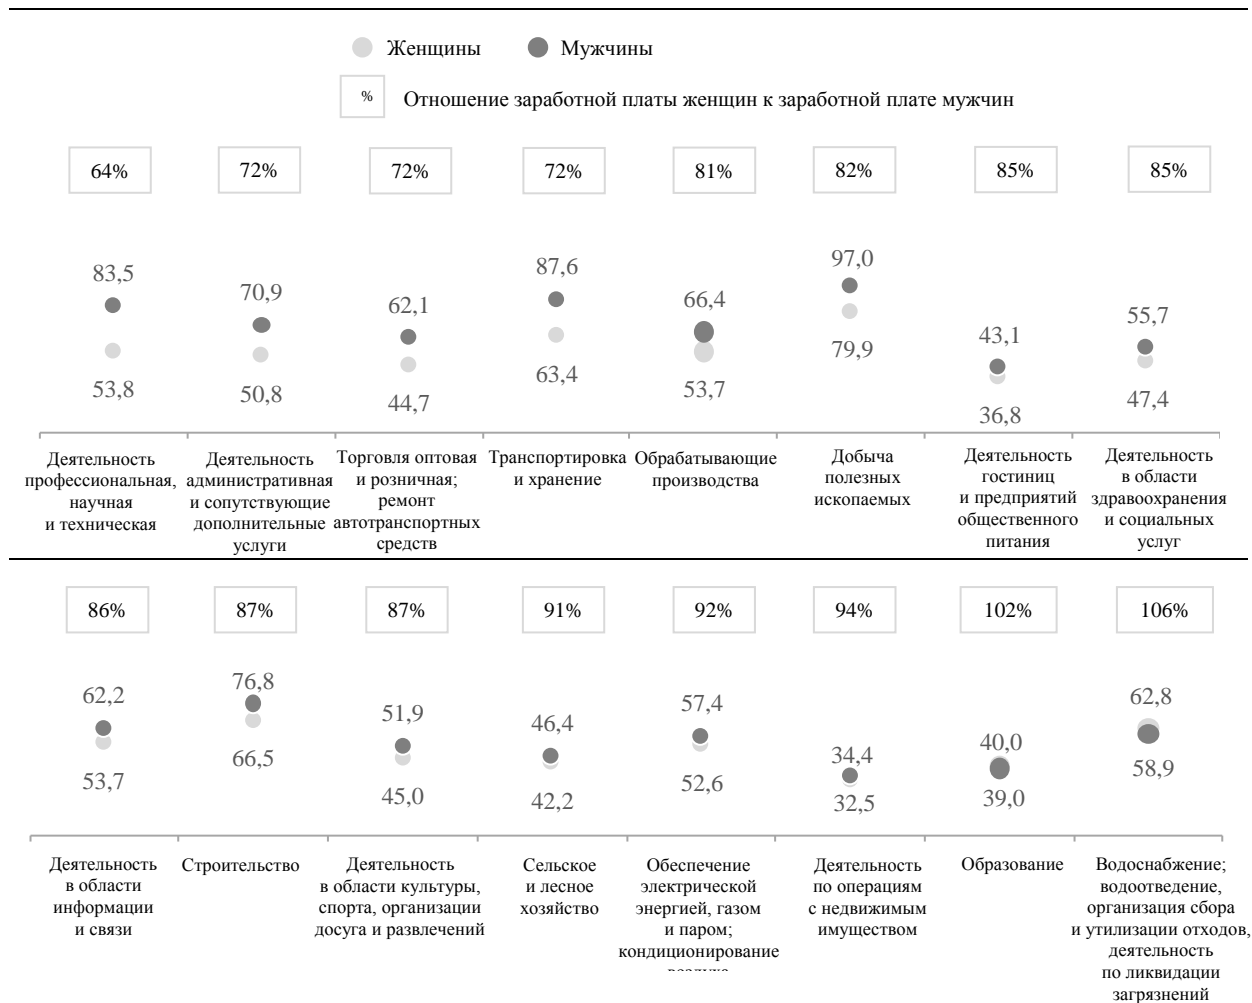 Женщины
Мужчины
%
Отношение заработной платы женщин к заработной плате мужчин
64%
72%
72%
72%
81%
82%
85%
85%
83,5
70,9
62,1
87,6
66,4
97,0
43,1
55,7
53,8
50,8
44,7
63,4
53,7
79,9
36,8
47,4
Деятельность
профессиональная,
научная
и техническая
Деятельность
административная
и сопутствующие
дополнительные
услуги
Торговля оптовая
и розничная;
ремонт
автотранспортных
средств
Транспортировка
и хранение
Обрабатывающие
производства
Добыча
полезных
ископаемых
Деятельность
гостиниц
и предприятий
общественного
питания
Деятельность
в области
здравоохранения
и социальных
услуг
86%
87%
87%
91%
92%
94%
102%
106%
62,2
76,8
51,9
46,4
57,4
34,4
40,0
62,8
53,7
66,5
45,0
42,2
52,6
32,5
39,0
58,9
Деятельность
в области
информации
и связи
Строительство
Деятельность
в области культуры,
спорта, организации
досуга и развлечений
Сельское
и лесное
хозяйство
Обеспечение
электрической
энергией, газом
и паром;
кондиционирование
Деятельность
по операциям
с недвижимым
имуществом
Образование
Водоснабжение;
водоотведение,
организация сбора
и утилизации отходов,
деятельность
по ликвидации
загрязнений